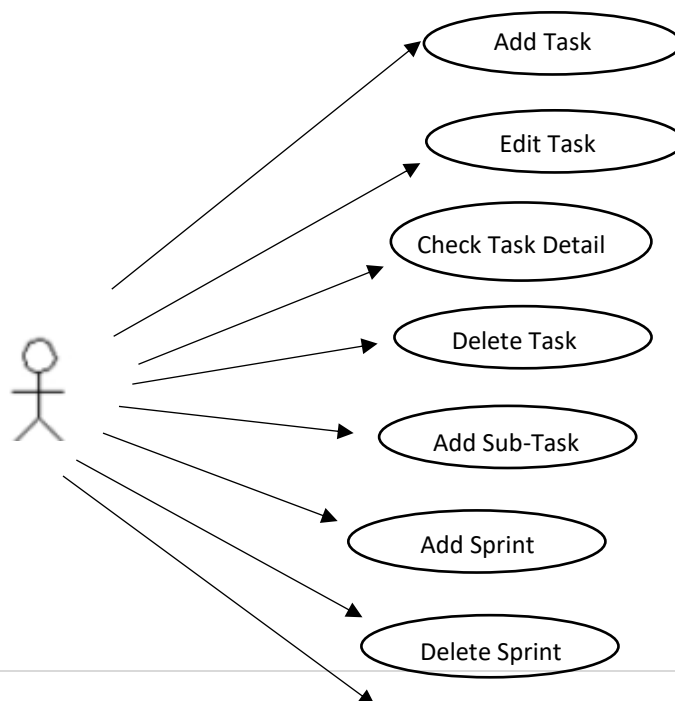 Add Task
Edit Task
Check Task Detail
Delete Task
Add Sub-Task
Add Sprint
Delete Sprint